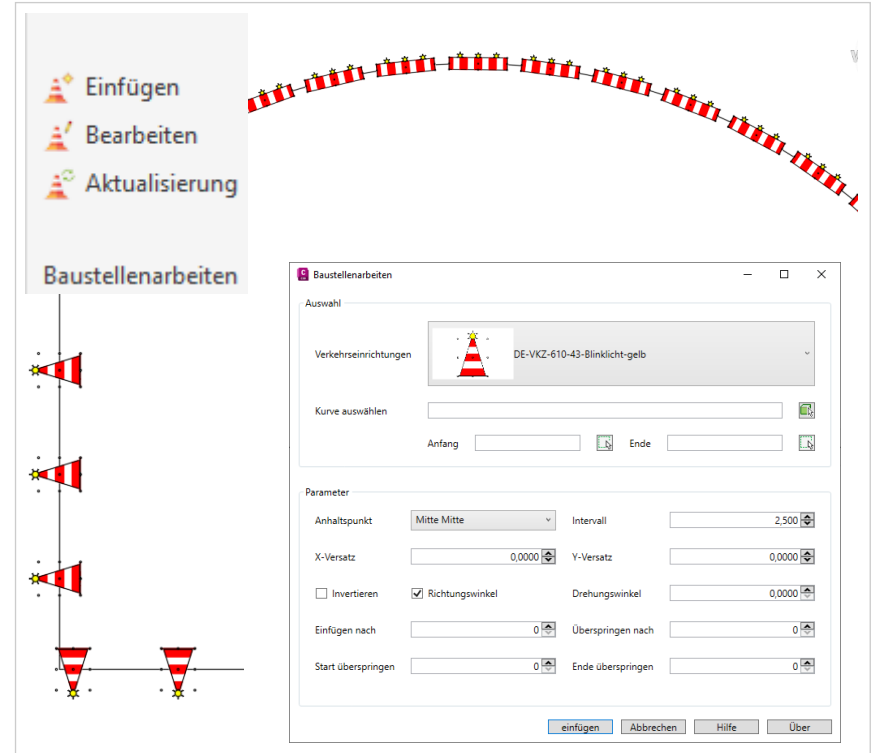 Einfügen
Bearbeiten
Aktualisierung
Baustellenarbeiten
Baustellenarbeiten
Auswahl
Verkehrseinrichtungen
DE-VKZ-610-43-Blinklicht-gelb
Kurve auswählen
Anfang Ende
Parameter
Anhaltspunkt Mitte Mitte Intervall 2,500
X-Versatz 0,0000 Y-Versatz 0,0000
Invertieren Richtungswinkel Drehungswinkel 0,0000
Einfügen nach 0 Überspringen nach 0
Start überspringen 0 Ende überspringen 0
einfügen Abbrechen Hilfe Über